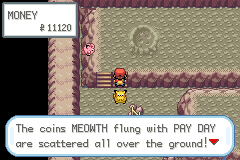 MONEY
₽11120
The coins MEOWTH flung with PAY DAY
are scattered all over the ground!